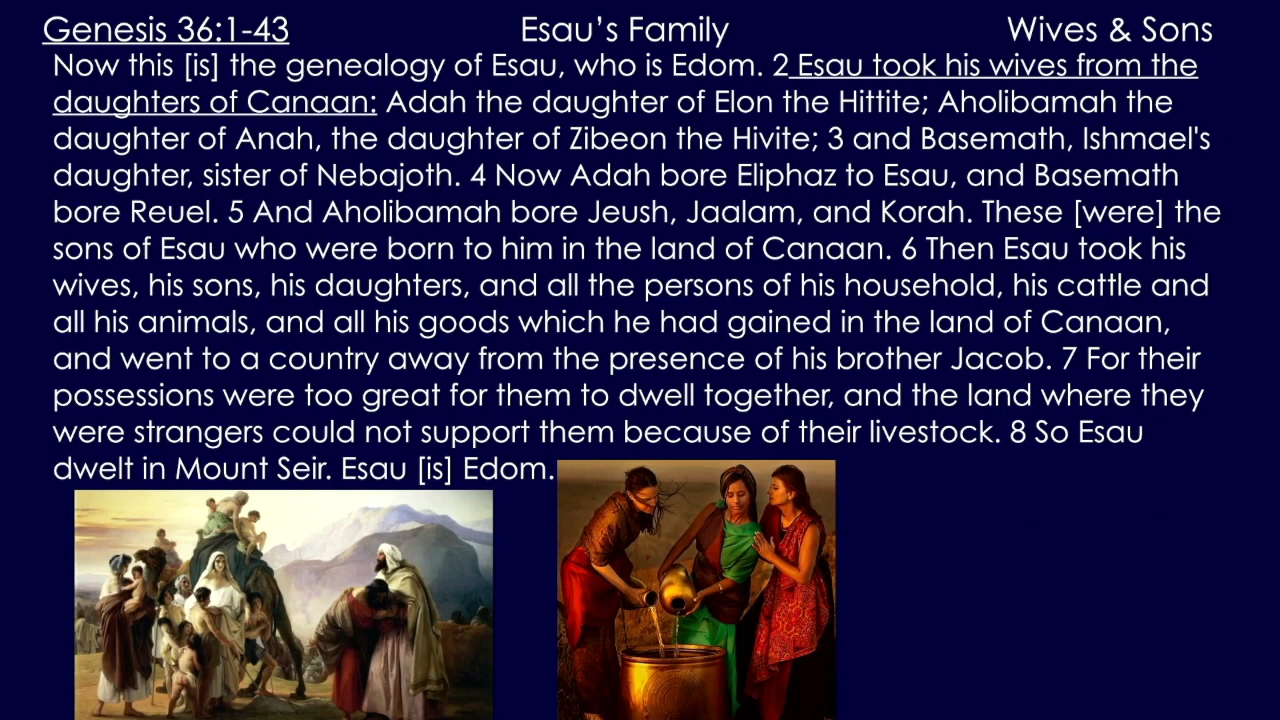 Genesis 36:1-43 Esau’s Family Wives & Sons
Now this [is] the genealogy of Esau, who is Edom. 2 Esau took his wives from the
daughters of Canaan: Adah the daughter of Elon the Hittite; Aholibamah the
daughter of Anah, the daughter of Zibeon the Hivite; 3 and Basemath, Ishmael's
daughter, sister of Nebajoth. 4 Now Adah bore Eliphaz to Esau, and Basemath
bore Reuel. 5 And Aholibamah bore Jeush, Jaalam, and Korah. These [were] the
sons of Esau who were born to him in the land of Canaan. 6 Then Esau took his
wives, his sons, his daughters, and all the persons of his household, his cattle and
all his animals, and all his goods which he had gained in the land of Canaan,
and went to a country away from the presence of his brother Jacob. 7 For their
possessions were too great for them to dwell together, and the land where they
were strangers could not support them because of their livestock. 8 So Esau
dwelt in Mount Seir. Esau [is] Edom.